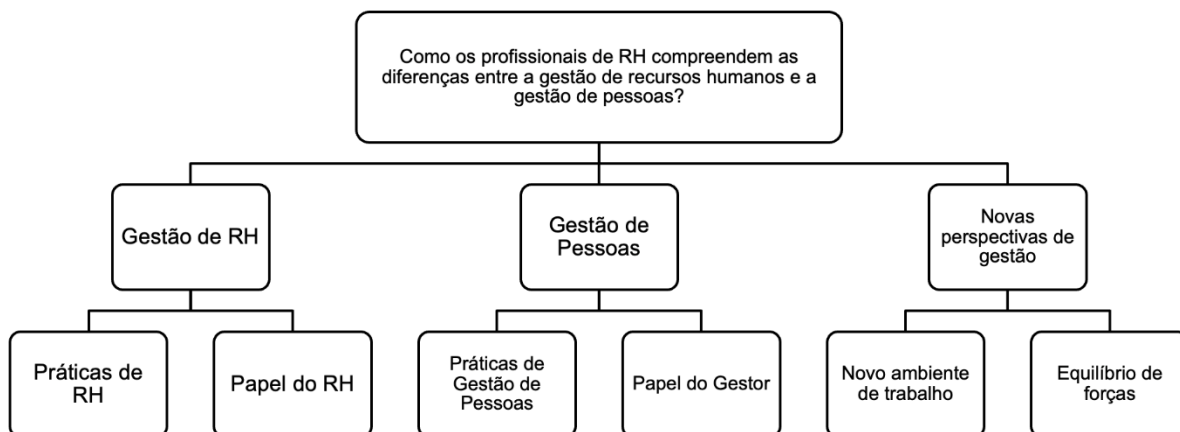 Como os profissionais de RH compreendem as
diferenças entre a gestão de recursos humanos e a
gestão de pessoas?
Gestão de RH
Gestão de
Pessoas
Novas
perspectivas de
gestão
Práticas de
RH
Papel do RH
Práticas de
Gestão de
Pessoas
Papel do Gestor
Novo ambiente
de trabalho
Equilíbrio de
forças